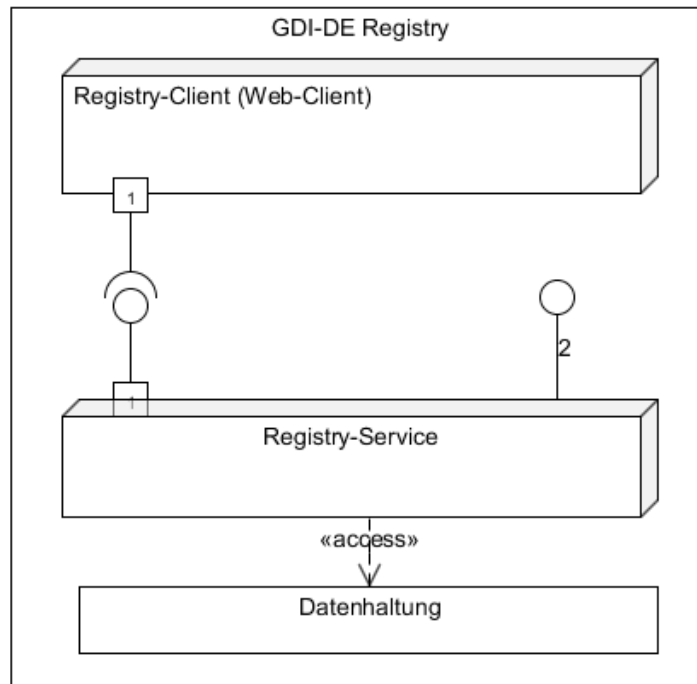 GDI-DE Registry
Registry-Client (Web-Client)
1
2
1
Registry-Service
«access»
Datenhaltung